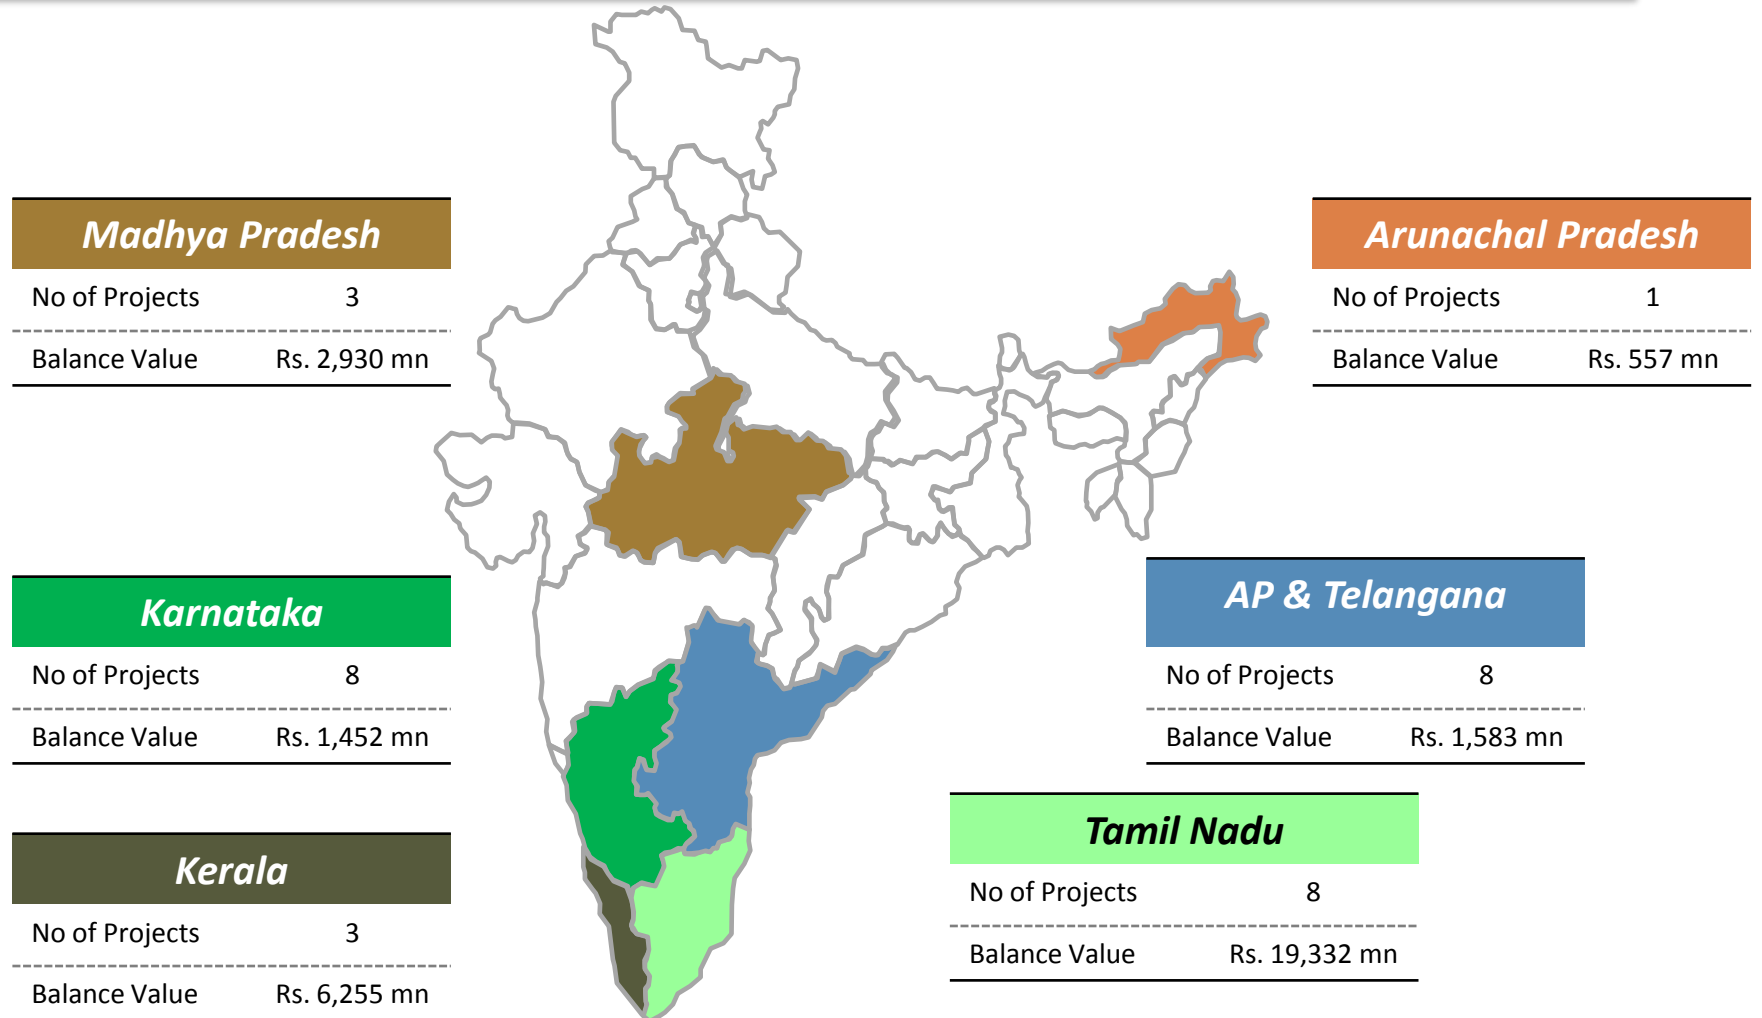 Madhya Pradesh
No of Projects 3
Balance Value Rs. 2,930 mn
Arunachal Pradesh
No of Projects 1
Balance Value Rs. 557 mn
Karnataka
No of Projects 8
Balance Value Rs. 1,452 mn
AP & Telangana
No of Projects 8
Balance Value Rs. 1,583 mn
Kerala
No of Projects 3
Balance Value Rs. 6,255 mn
Tamil Nadu
No of Projects 8
Balance Value Rs. 19,332 mn